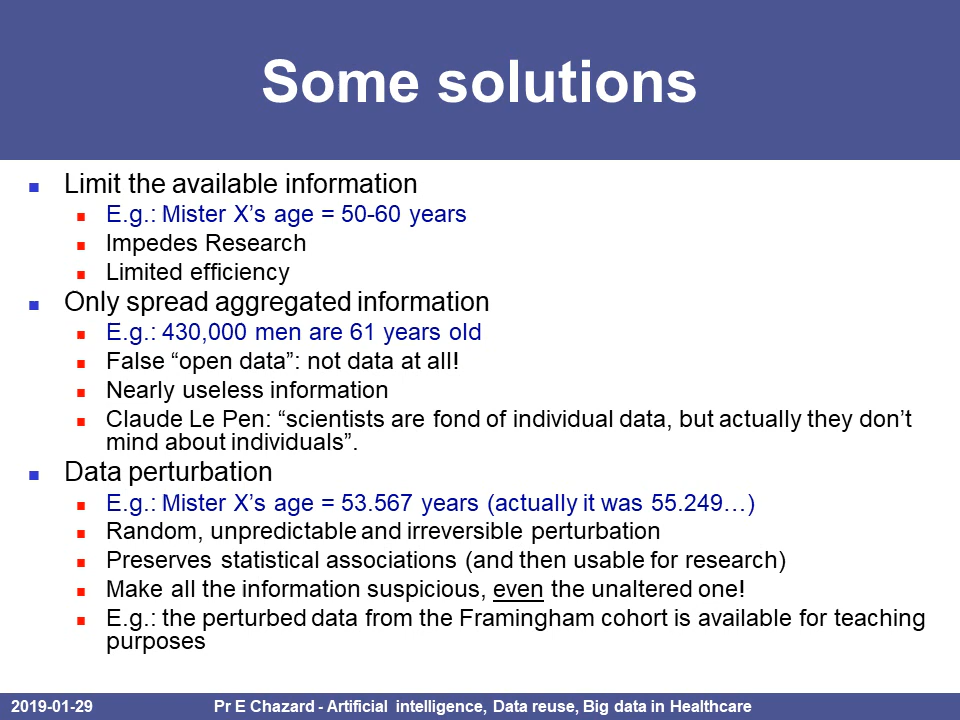 Some solutions
Limit the available information
E.g.: Mister X’s age = 50-60 years
Impedes Research
Limited efficiency
Only spread aggregated information
E.g.: 430,000 men are 61 years old
False “open data”: not data at all!
Nearly useless information
Claude Le Pen: “scientists are fond of individual data, but actually they don’t
mind about individuals”.
Data perturbation
E.g.: Mister X’s age = 53.567 years (actually it was 55.249…)
Random, unpredictable and irreversible perturbation
Preserves statistical associations (and then usable for research)
Make all the information suspicious, even the unaltered one!
E.g.: the perturbed data from the Framingham cohort is available for teaching
purposes
2019-01-29 Pr E Chazard - Artificial intelligence, Data reuse, Big data in Healthcare